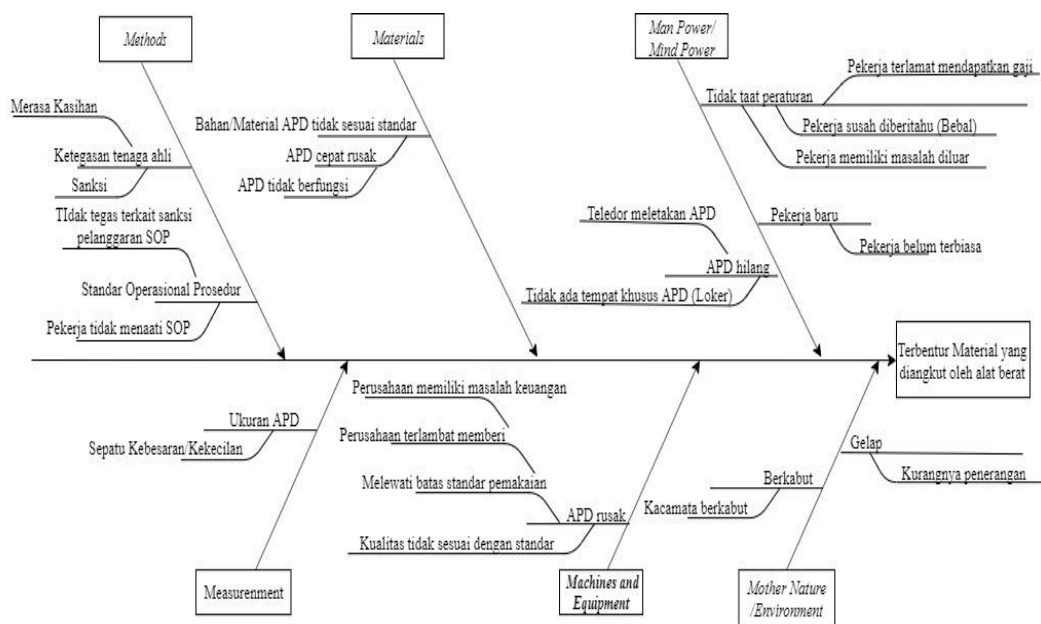 Methods
Materials
Man Power/
Mind Power
Merasa Kasihan
Ketegasan tenaga ahli
Sanksi
TIdak tegas terkait sanksi
pelanggaran SOP
Standar Operasional Prosedur
Pekerja tidak menaati SOP
Bahan/Material APD tidak sesuai standar
APD cepat rusak
APD tidak berfungsi
Pekerja terlamat mendapatkan gaji
Tidak taat peraturan
Pekerja susah diberitahu (Bebal)
Pekerja memiliki masalah diluar
Teledor meletakan APD
APD hilang
Tidak ada tempat khusus APD (Loker)
Pekerja baru
Pekerja belum terbiasa
Terbentur Material yang
diangkut oleh alat berat
Ukuran APD
Sepatu Kebesaran/Kekecilan
Perusahaan memiliki masalah keuangan
Perusahaan terlambat memberi
Melewati batas standar pemakaian
APD rusak
Kualitas tidak sesuai dengan standar
Berkabut
Kacamata berkabut
Gelap
Kurangnya penerangan
Measurenment
Machines and
Equipment
Mother Nature
/Environment